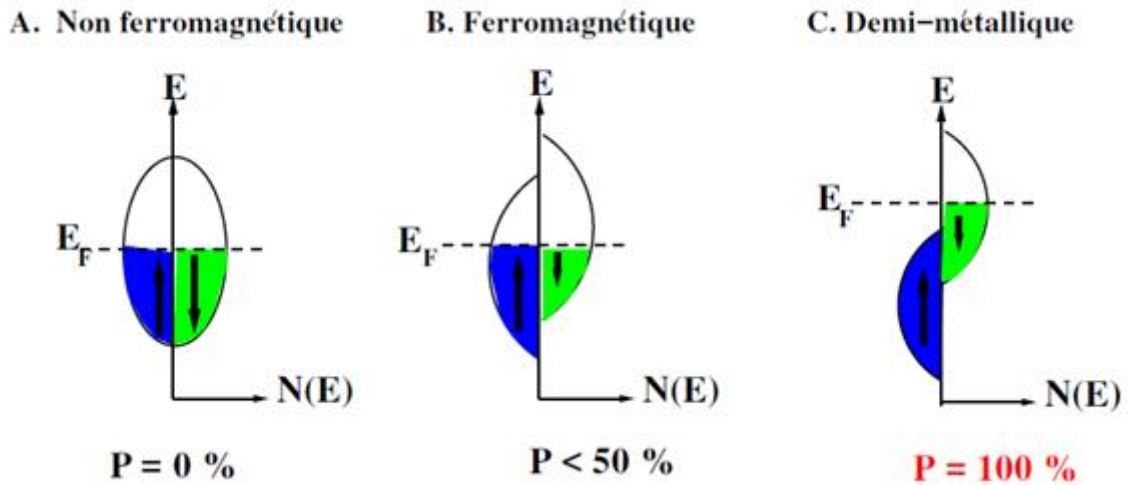 A. Non ferromagnétique
B. Ferromagnétique
C. Demi-métallique
E
E_F
N(E)
P = 0 %
E
E_F
N(E)
P < 50 %
E
E_F
N(E)
P = 100 %